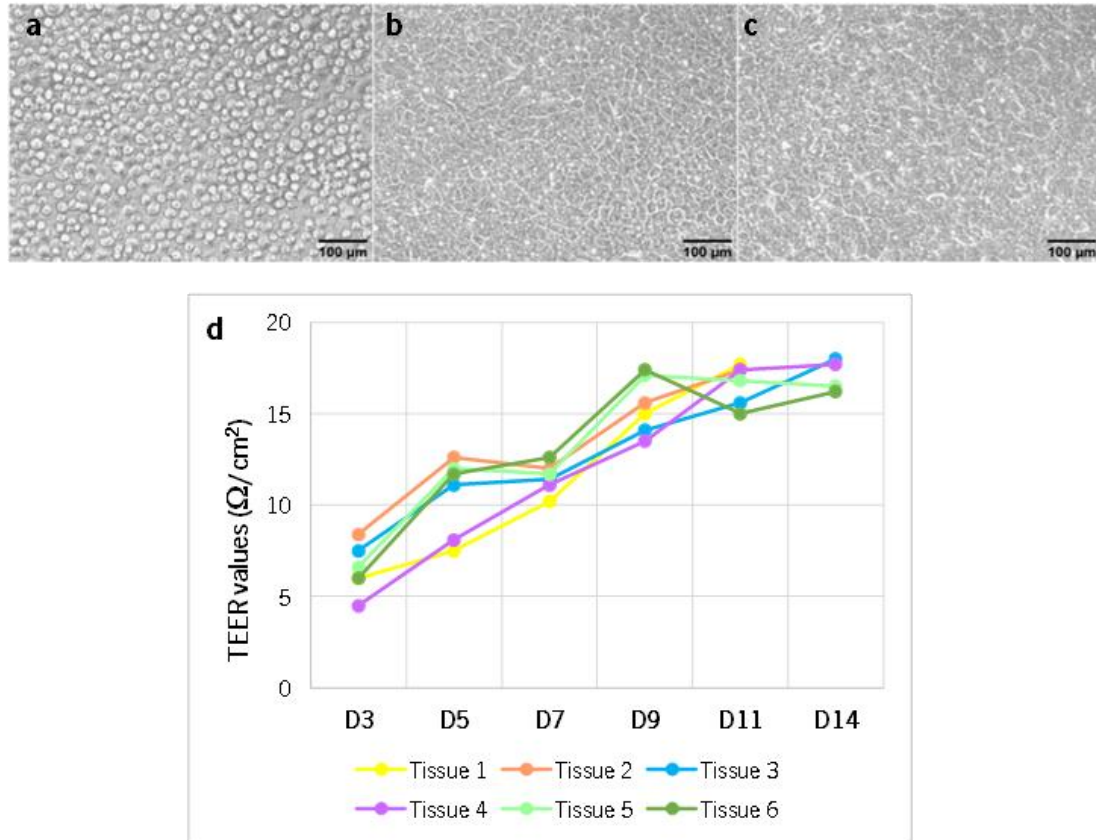 a b c
100 µm 100 µm 100 µm
d
20
15
10
5
0
TEER values (Ω/cm²)
D3 D5 D7 D9 D11 D14
Tissue 1 Tissue 2 Tissue 3
Tissue 4 Tissue 5 Tissue 6